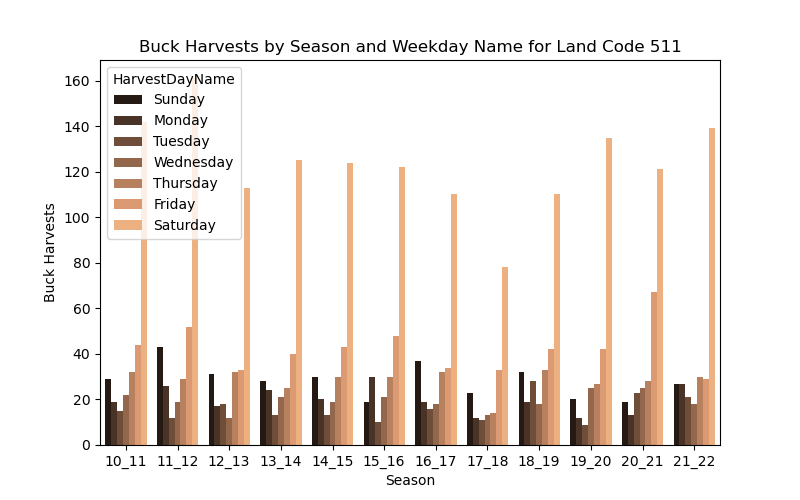 Buck Harvests by Season and Weekday Name for Land Code 511
HarvestDayName
Sunday
Monday
Tuesday
Wednesday
Thursday
Friday
Saturday
Buck Harvests
160
140
120
100
80
60
40
20
0
10_11 11_12 12_13 13_14 14_15 15_16 16_17 17_18 18_19 19_20 20_21 21_22
Season